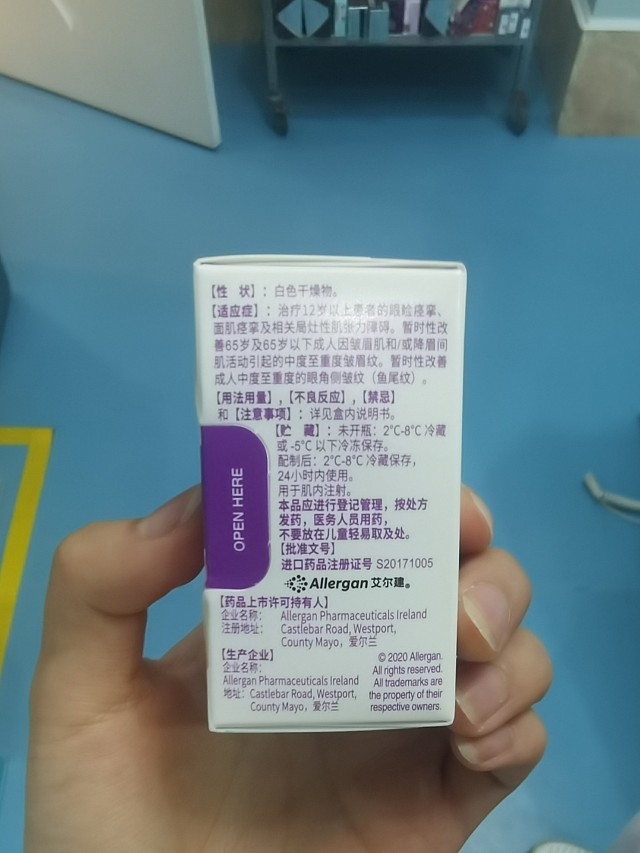 【性 状】：白色干燥物。
【适应症】：治疗12岁以上患者的眼睑痉挛、
面肌痉挛及相关局灶性肌张力障碍。暂时性改
善65岁及65岁以下成人因皱眉肌和/或降眉间
肌活动引起的中度至重度皱眉纹。暂时性改善
成人中度至重度的眼角侧皱纹（鱼尾纹）。
【用法用量】,【不良反应】,【禁忌】
和【注意事项】：详见盒内说明书。
【贮 藏】：未开瓶：2°C-8°C 冷藏
或 -5°C 以下冷冻保存。
配制后：2°C-8°C 冷藏保存，
24小时内使用。
用于肌内注射。
本品应进行登记管理，按处方
发药，医务人员用药，
不要放在儿童轻易取及处。
【批准文号】
进口药品注册证号 S20171005
OPEN HERE
Allergan 艾尔建®
【药品上市许可持有人】
企业名称： Allergan Pharmaceuticals Ireland
注册地址： Castlebar Road, Westport,
County Mayo，爱尔兰
【生产企业】
企业名称：
Allergan Pharmaceuticals Ireland
地址：Castlebar Road, Westport,
County Mayo，爱尔兰
© 2020 Allergan.
All rights reserved.
All trademarks are
the property of their
respective owners.